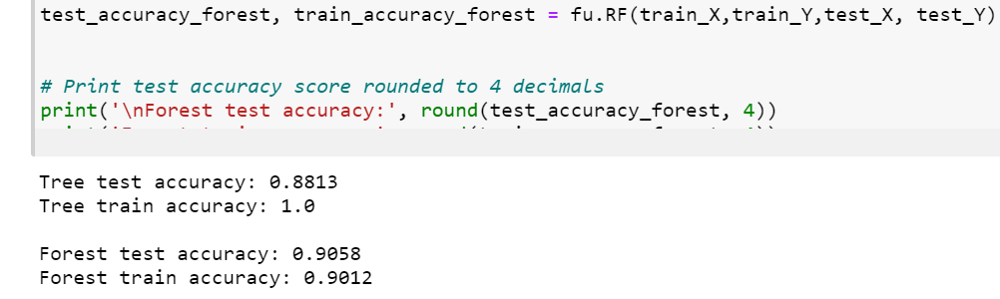 test_accuracy_forest, train_accuracy_forest = fu.RF(train_X,train_Y,test_X, test_Y)
# Print test accuracy score rounded to 4 decimals
print('\nForest test accuracy:', round(test_accuracy_forest, 4))
Tree test accuracy: 0.8813
Tree train accuracy: 1.0
Forest test accuracy: 0.9058
Forest train accuracy: 0.9012